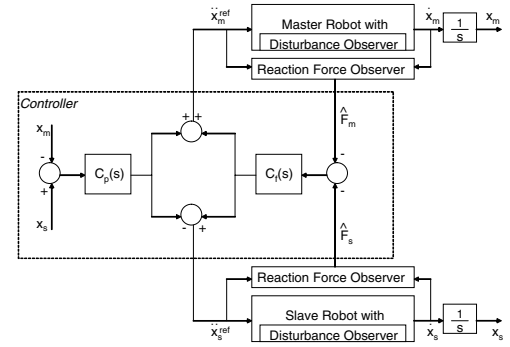 ẍₘʳᵉᶠ
Master Robot with
Disturbance Observer
ẋₘ
1
s
xₘ
Reaction Force Observer
Controller
F̂ₘ
xₘ
-
+
+ +
Cₚ(s)
C_f(s)
-
-
+
xₛ
- +
F̂ₛ
Reaction Force Observer
ẍₛʳᵉᶠ
Slave Robot with
Disturbance Observer
ẋₛ
1
s
xₛ